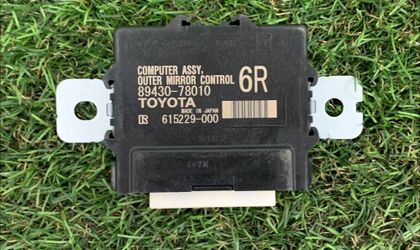 COMPUTER ASSY,
OUTER MIRROR CONTROL 6R
89430-78010
TOYOTA
MADE IN JAPAN
615229-000